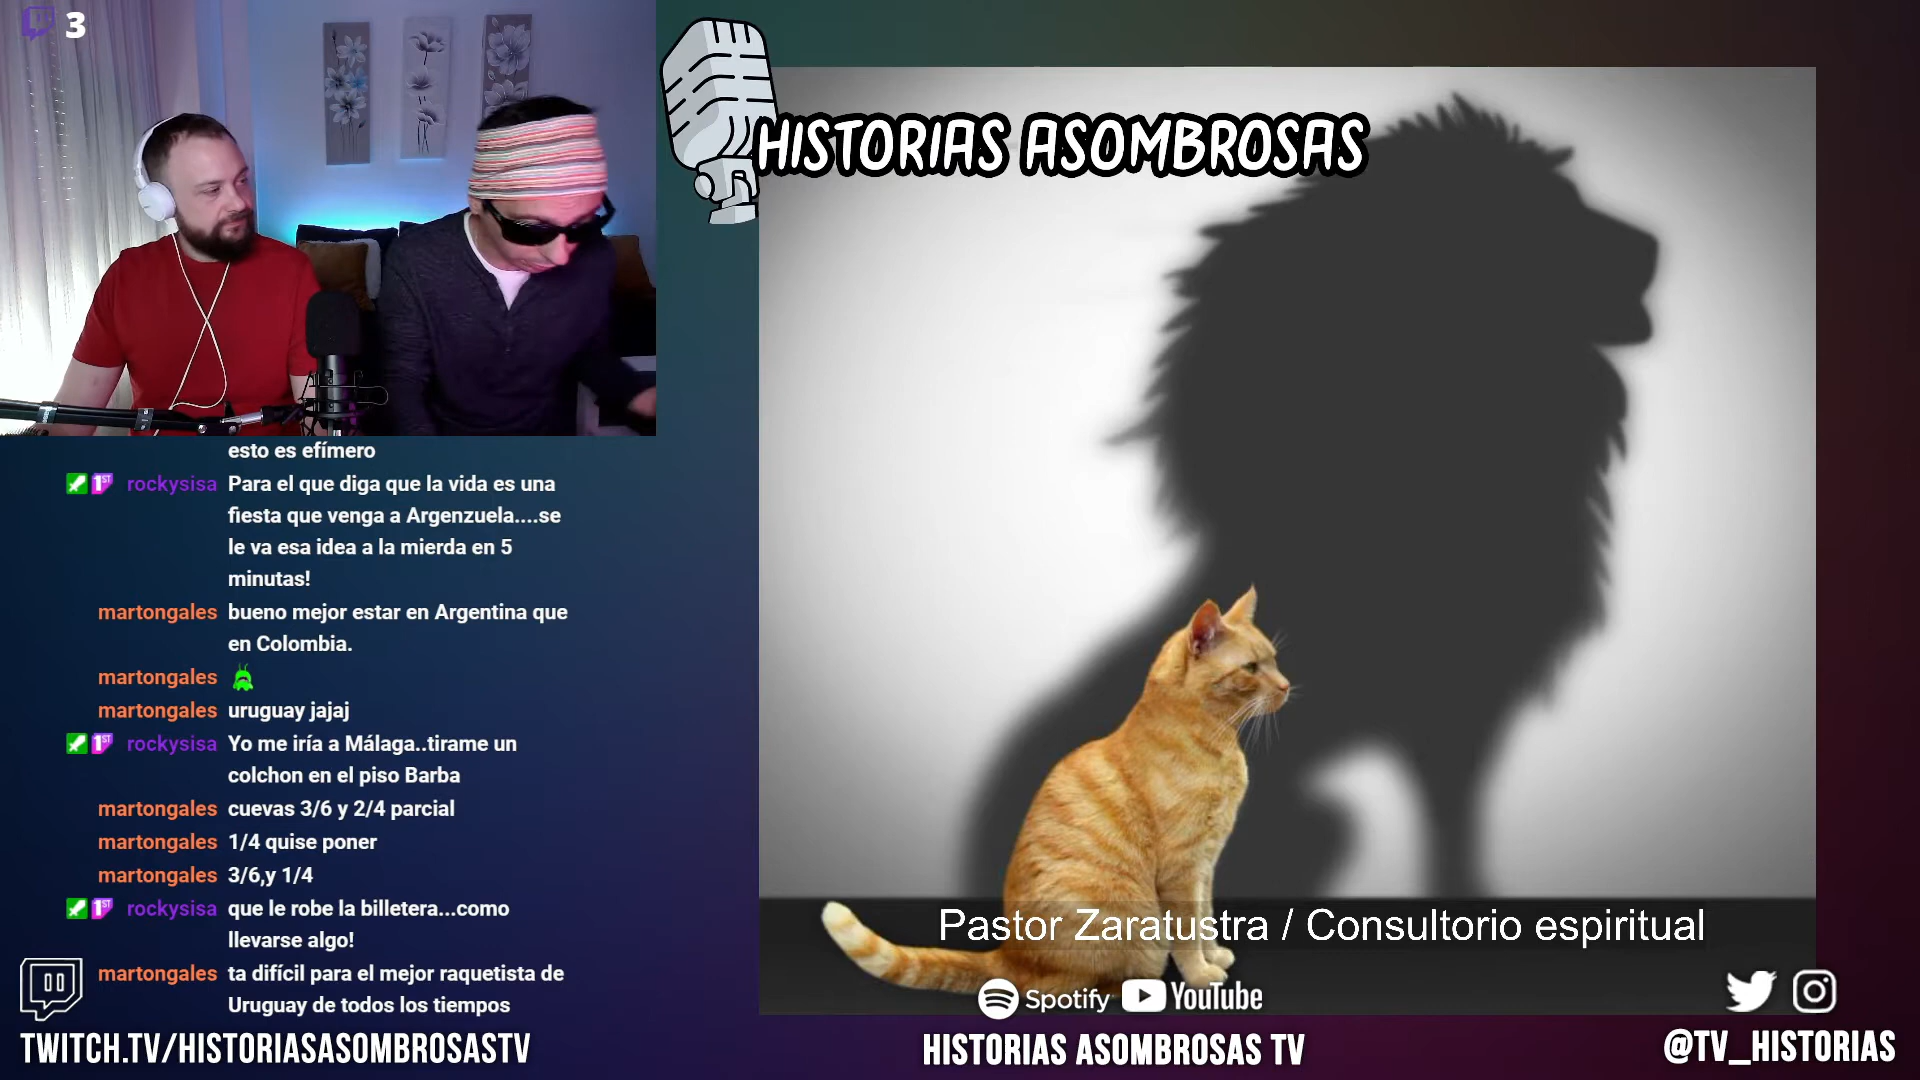 3
HISTORIAS ASOMBROSAS
esto es efímero
1ST rockysisa Para el que diga que la vida es una
fiesta que venga a Argenzuela....se
le va esa idea a la mierda en 5
minutas!
martongales bueno mejor estar en Argentina que
en Colombia.
martongales
martongales uruguay jajaj
1ST rockysisa Yo me iría a Málaga..tirame un
colchon en el piso Barba
martongales cuevas 3/6 y 2/4 parcial
martongales 1/4 quise poner
martongales 3/6,y 1/4
1ST rockysisa que le robe la billetera...como
llevarse algo!
martongales ta difícil para el mejor raquetista de
Uruguay de todos los tiempos
TWITCH.TV/HISTORIASASOMBROSASTV
Pastor Zaratustra / Consultorio espiritual
Spotify YouTube
HISTORIAS ASOMBROSAS TV
@TV_HISTORIAS